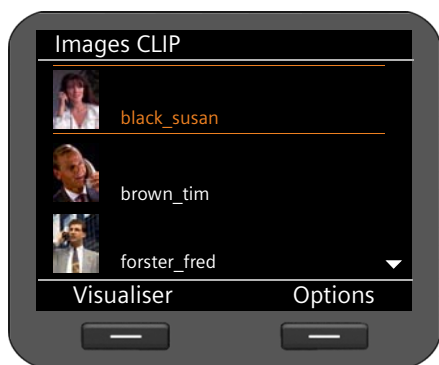 Images CLIP
black_susan
brown_tim
forster_fred
Visualiser Options